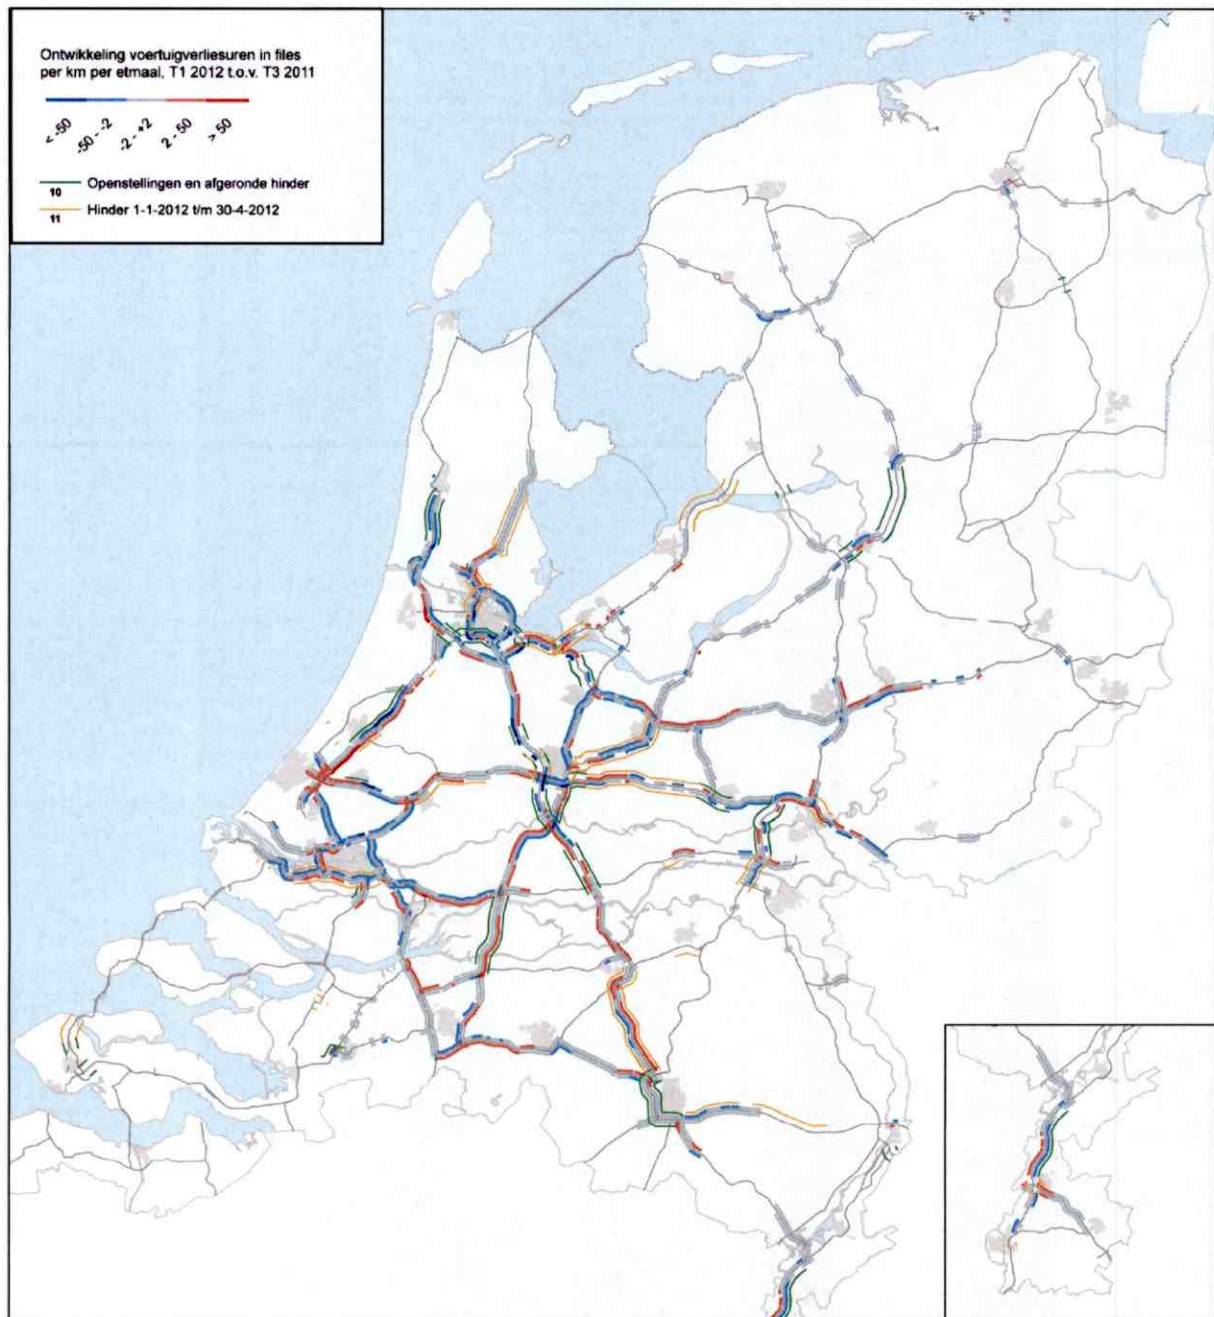 Ontwikkeling voertuigverliesuren in files
per km per etmaal, T1 2012 t.o.v. T3 2011
< -50
-50 - -2
-2 - +2
2 - 50
> 50
10 Openstellingen en afgeronde hinder
11 Hinder 1-1-2012 t/m 30-4-2012